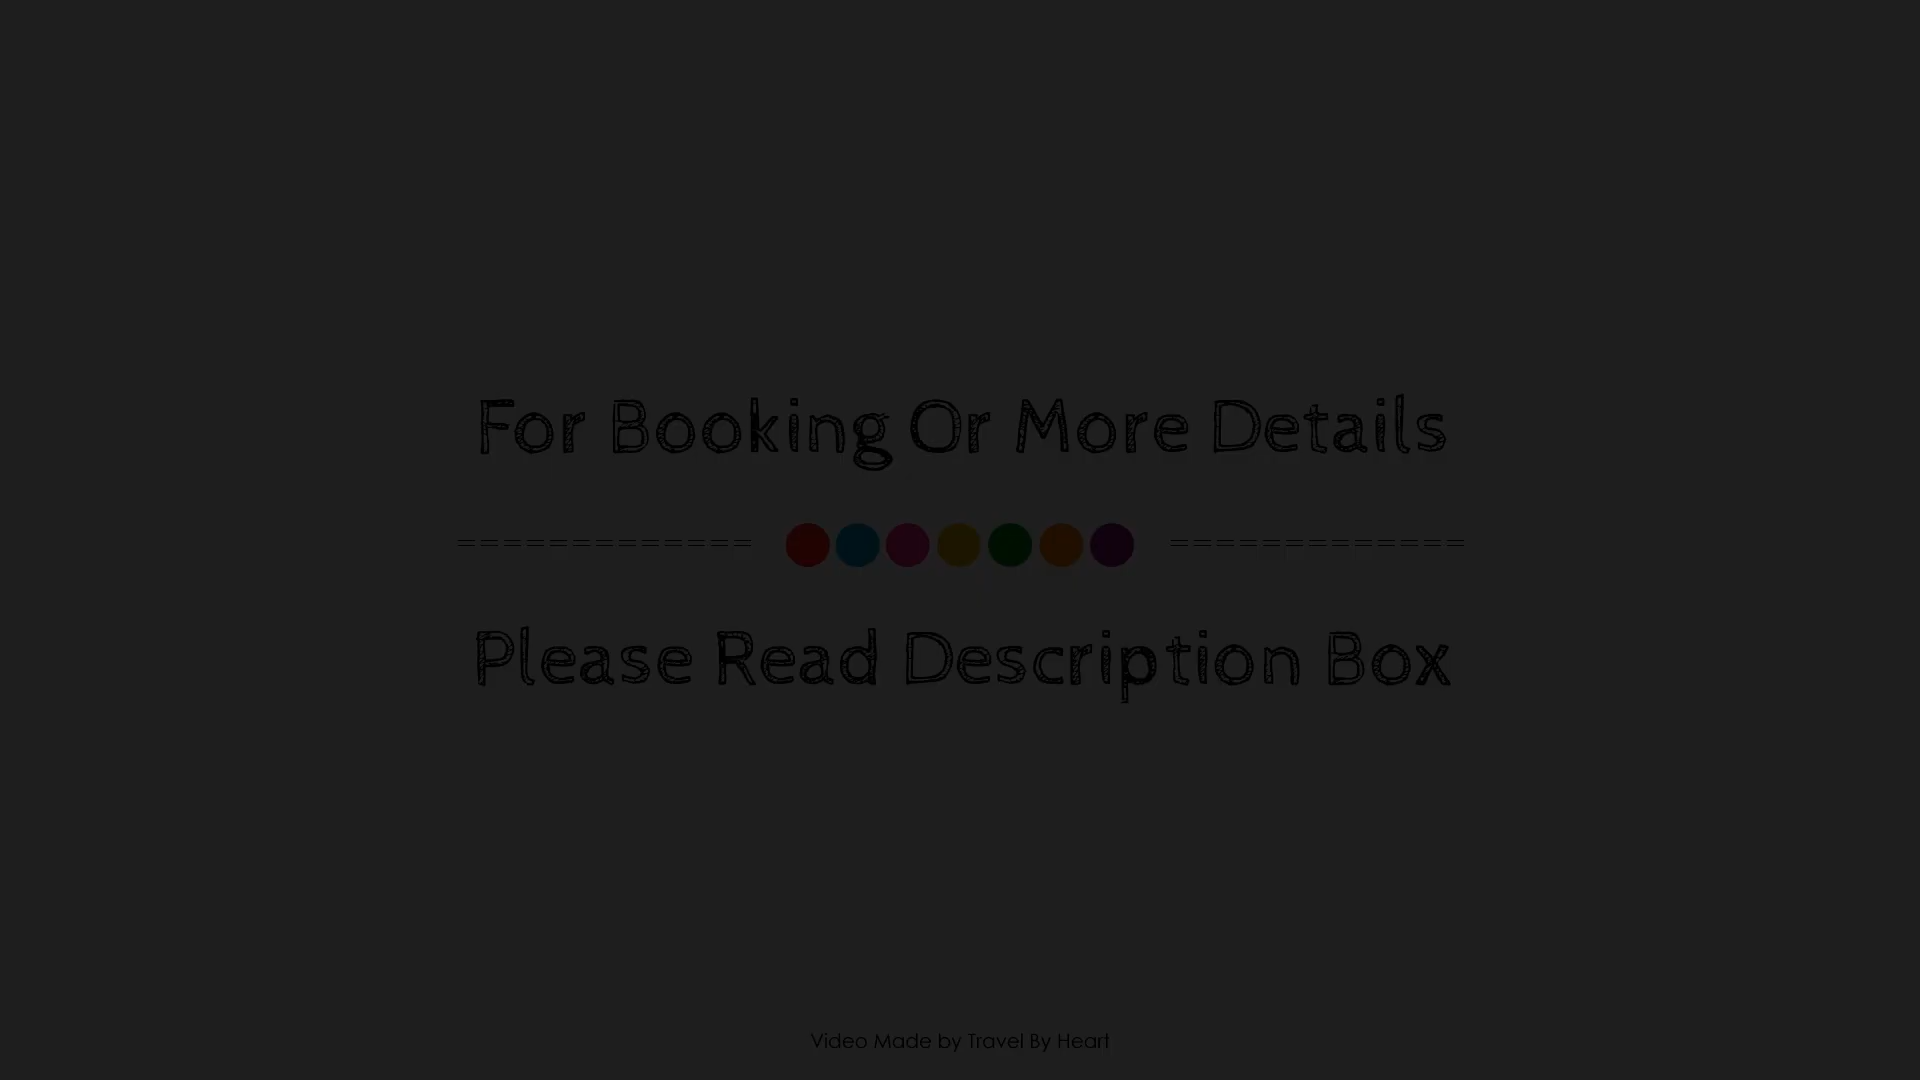 For Booking Or More Details
============= =============
Please Read Description Box
Video Made by Travel By Heart